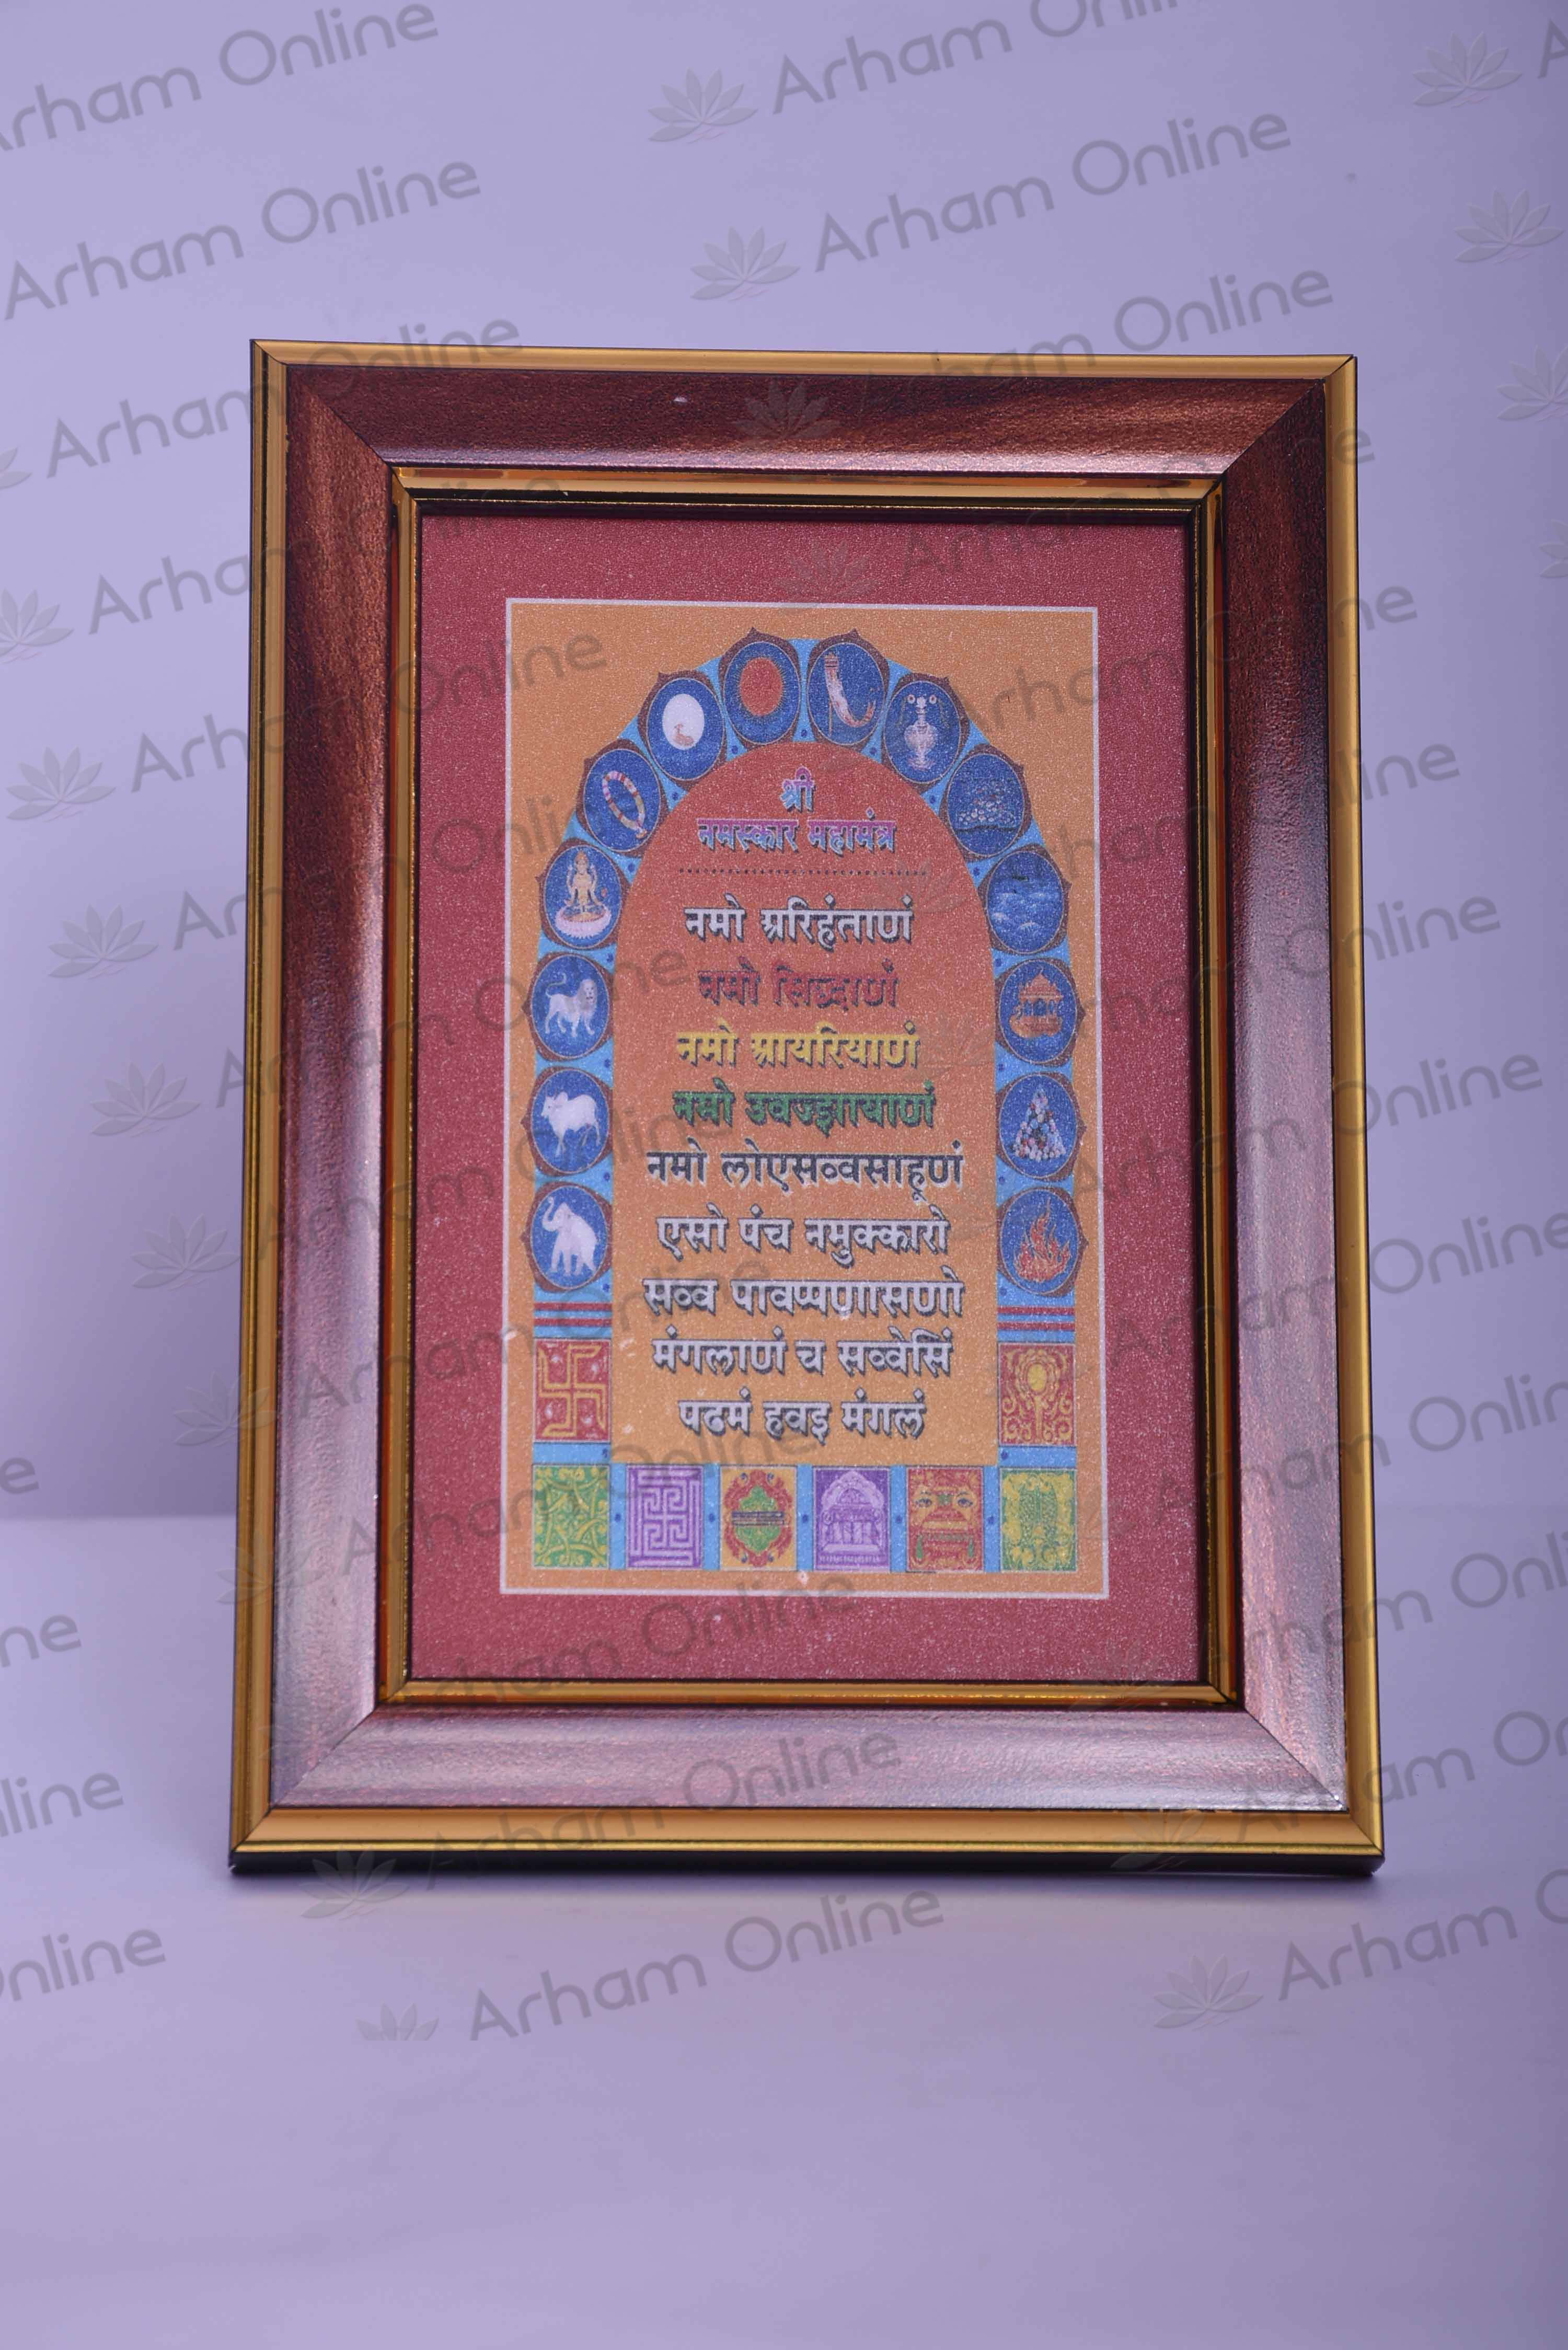 श्री
नमस्कार महामंत्र
नमो अरिहंताणं
नमो सिद्धाणं
नमो आयरियाणं
नमो उवज्झायाणं
नमो लोएसव्वसाहूणं
एसो पंच नमुक्कारो
सव्व पावप्पणासणो
मंगलाणं च सव्वेसिं
पढमं हवइ मंगलं
Arham Online